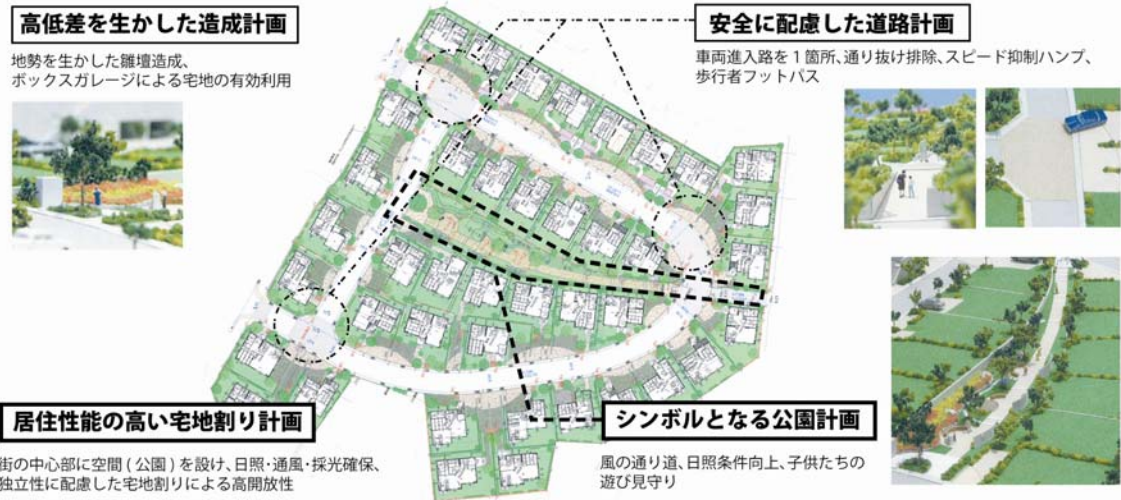 高低差を生かした造成計画
地勢を生かした雛壇造成、
ボックスガレージによる宅地の有効利用
安全に配慮した道路計画
車両進入路を1箇所、通り抜け排除、スピード抑制ハンプ、
歩行者フットパス
居住性能の高い宅地割り計画
街の中心部に空間(公園)を設け、日照・通風・採光確保、
独立性に配慮した宅地割りによる高開放性
シンボルとなる公園計画
風の通り道、日照条件向上、子供たちの
遊び見守り